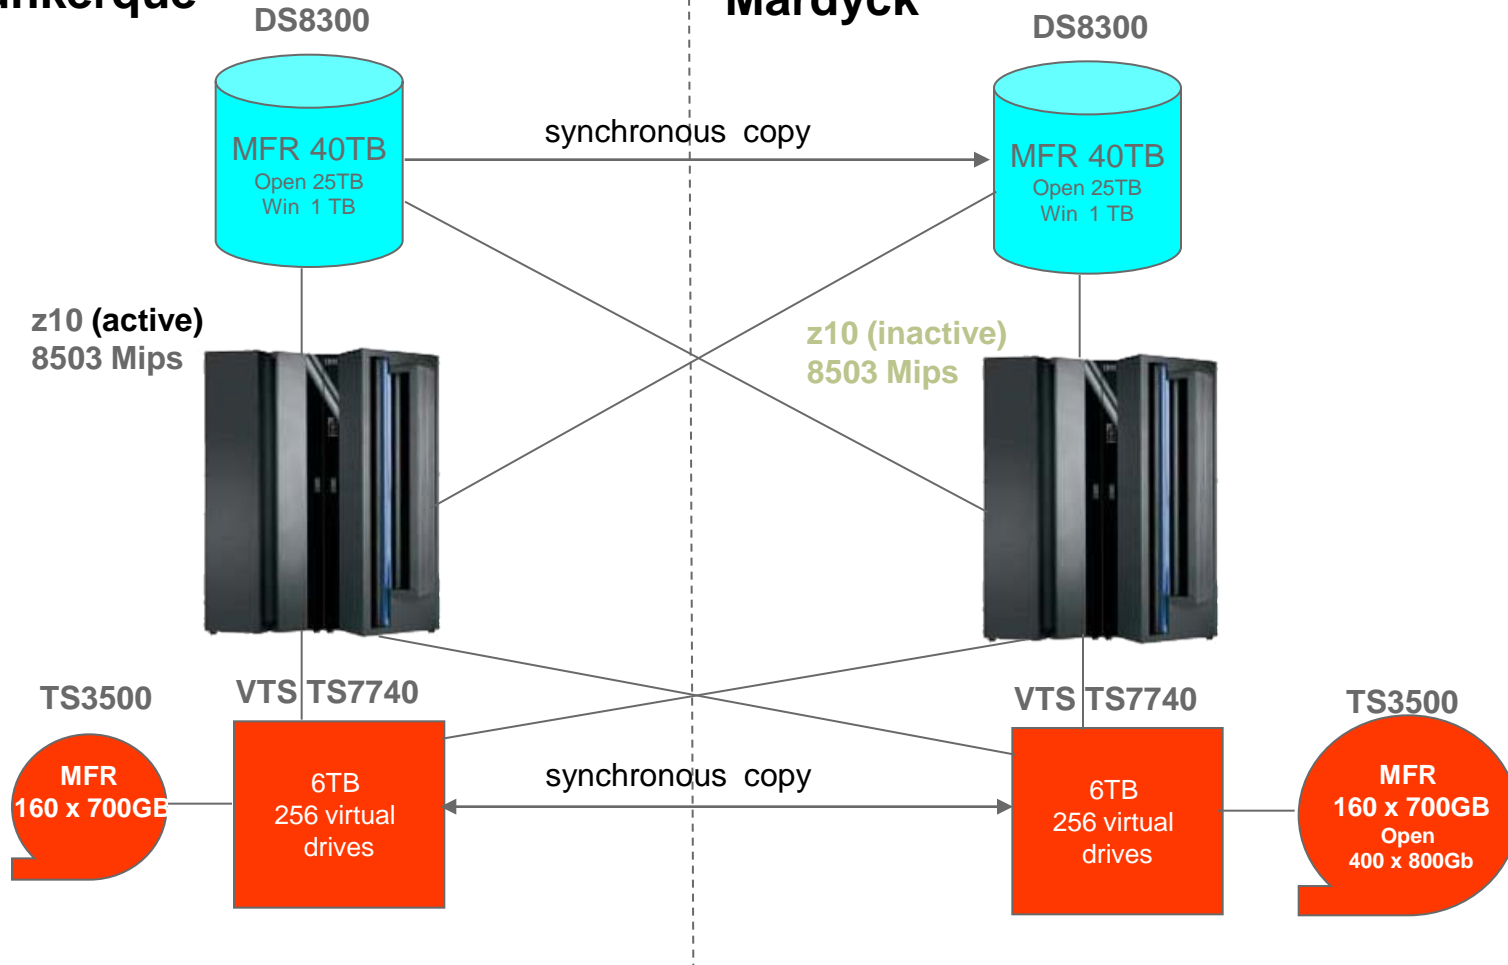 Mardyck
DS8300
DS8300
MFR 40TB
Open 25TB
Win 1 TB
synchronous copy
MFR 40TB
Open 25TB
Win 1 TB
z10 (active)
8503 Mips
z10 (inactive)
8503 Mips
TS3500
VTS TS7740
VTS TS7740
TS3500
MFR
160 x 700GB
6TB
256 virtual
drives
synchronous copy
6TB
256 virtual
drives
MFR
160 x 700GB
Open
400 x 800Gb